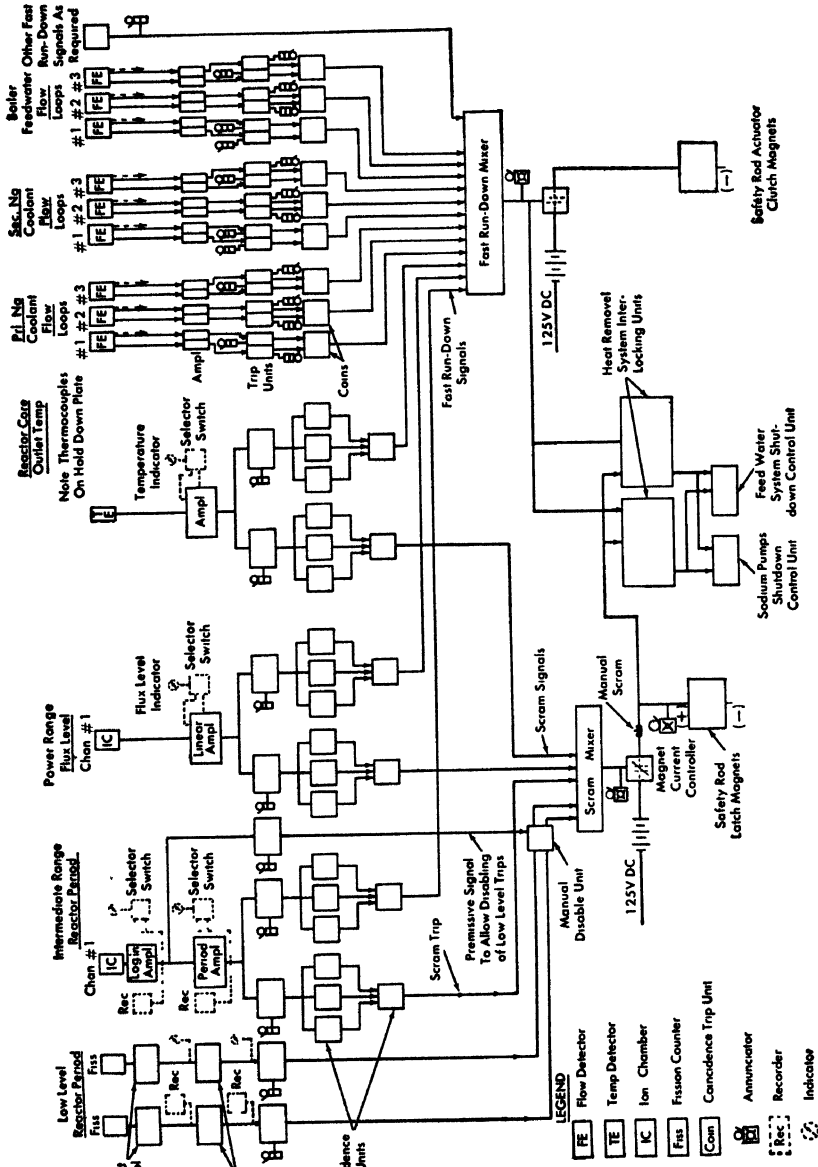 Low Level
Reactor Period
Fiss
Fiss
Rec
Rec
dence
Units
Intermediate Range
Reactor Period
Chan #1
IC
Log-n
Ampl
Rec
Selector
Switch
Period
Ampl
Rec
Selector
Switch
Scram Trip
Premissive Signal
To Allow Disabling
of Low Level Trips
Manual
Disable Unit
Power Range
Flux Level
Chan #1
IC
Flux Level
Indicator
Linear
Ampl
Selector
Switch
Reactor Core
Outlet Temp
Note Thermocouples
On Hold Down Plate
TE
Temperature
Indicator
Ampl
Selector
Switch
Pri Na
Coolant
Flow
Loops
#1 #2 #3
FE FE FE
Ampl
Trip
Units
Coins
Sec. Na
Coolant
Flow
Loops
#1 #2 #3
FE FE FE
Boiler
Feedwater
Flow
Loops
#1 #2 #3
FE FE FE
Other Fast
Run-Down
Signals As
Required
Fast Run-Down
Signals
Fast Run-Down Mixer
Scram Signals
Scram Mixer
125V DC
Manual
Scram
Magnet
Current
Controller
(+)
(-)
Safety Rod
Latch Magnets
125V DC
(-)
Safety Rod Actuator
Clutch Magnets
Heat Removel
System Inter-
Locking Units
Sodium Pumps
Shutdown
Control Unit
Feed Water
System Shut-
down Control Unit
LEGEND
FE Flow Detector
TE Temp Detector
IC Ion Chamber
Fiss Fission Counter
Coin Coincidence Trip Unit
Annunciator
Rec Recorder
Indicator